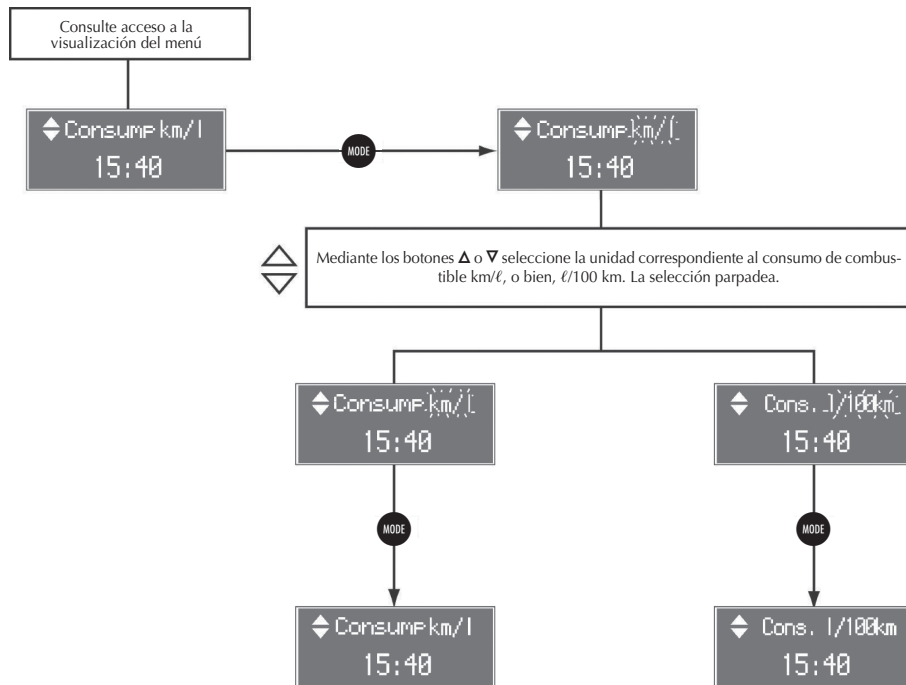 Consulte acceso a la
visualización del menú
Consump km/l
15:40
MODE
Consump km/l
15:40
Mediante los botones Δ o ∇ seleccione la unidad correspondiente al consumo de combus-
tible km/ℓ, o bien, ℓ/100 km. La selección parpadea.
Consump km/l
15:40
Cons. l/100km
15:40
MODE
MODE
Consump km/l
15:40
Cons. l/100km
15:40